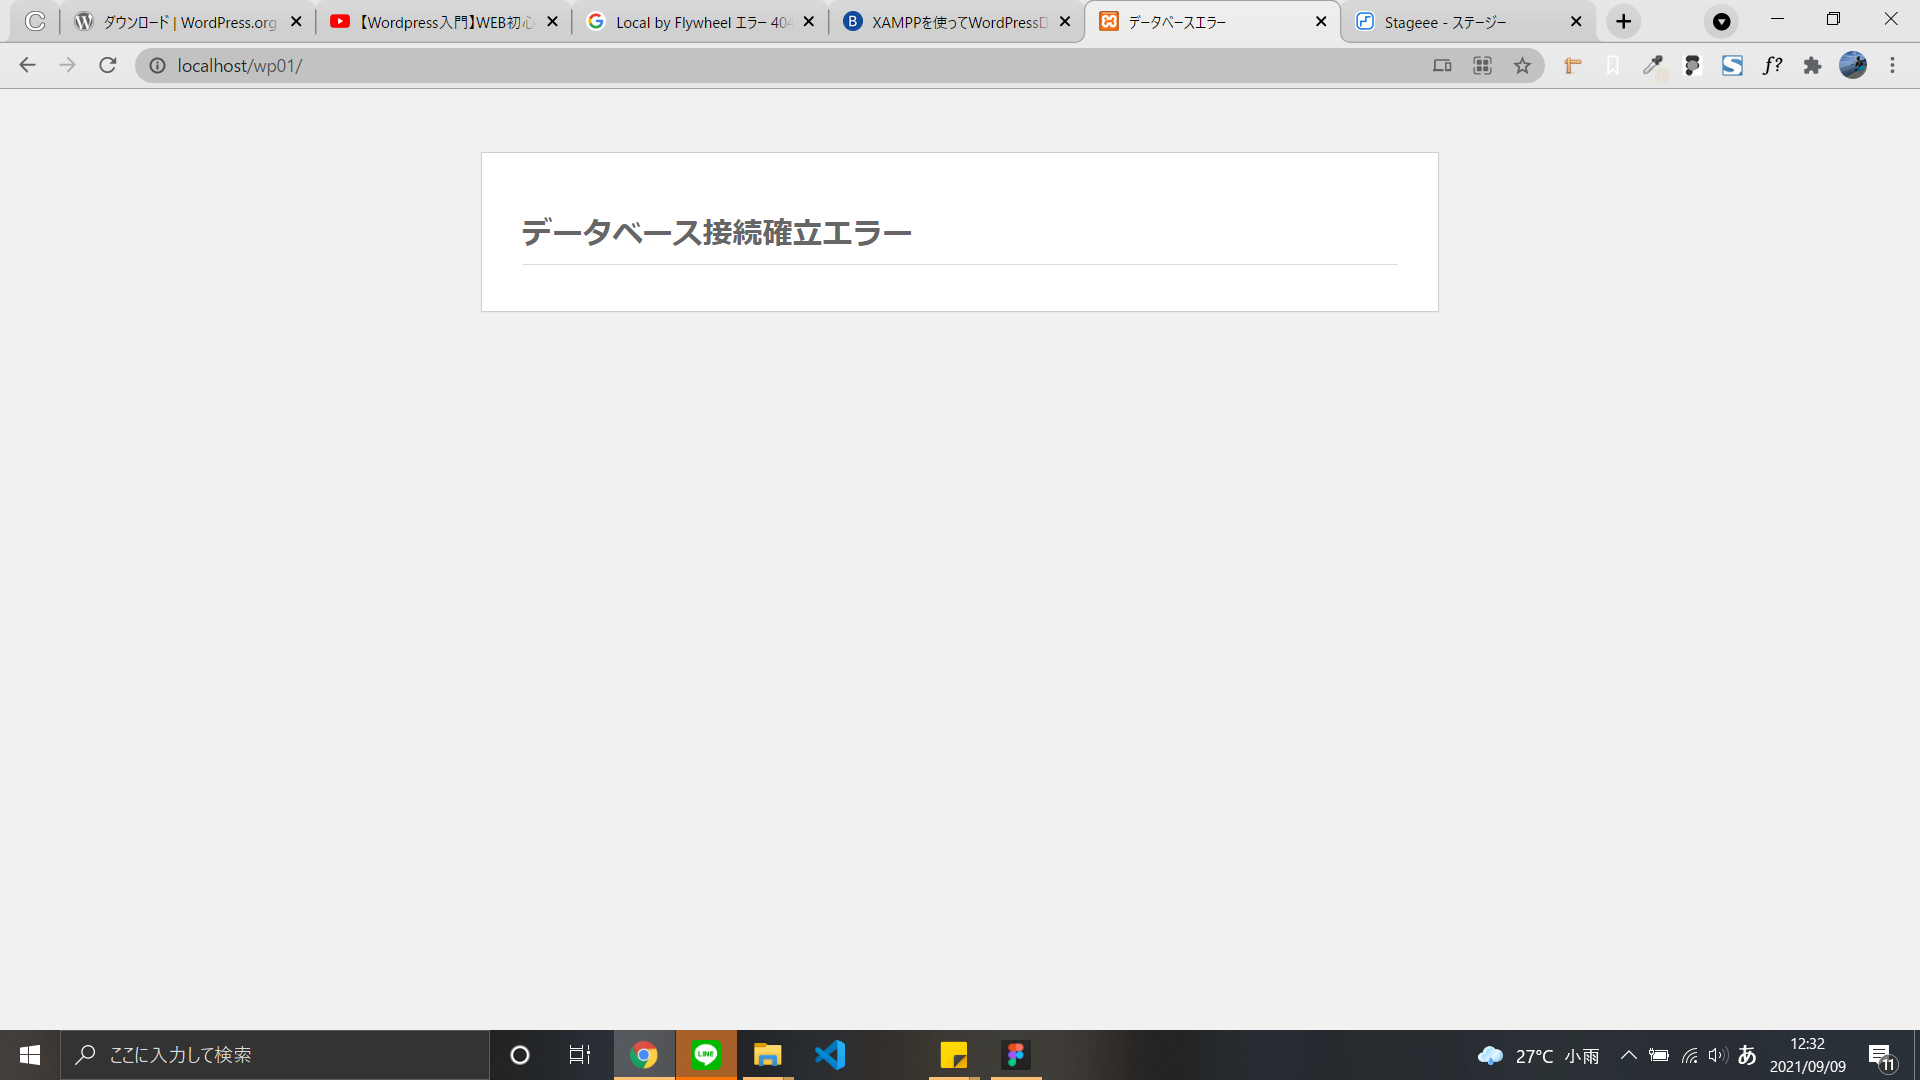 ダウンロード | WordPress.org
【Wordpress入門】WEB初心
Local by Flywheel エラー 404
XAMPPを使ってWordPress
データベースエラー
Stageee - ステージー
localhost/wp01/
f?
データベース接続確立エラー
ここに入力して検索
LINE
27°C 小雨
あ
12:32
2021/09/09
11